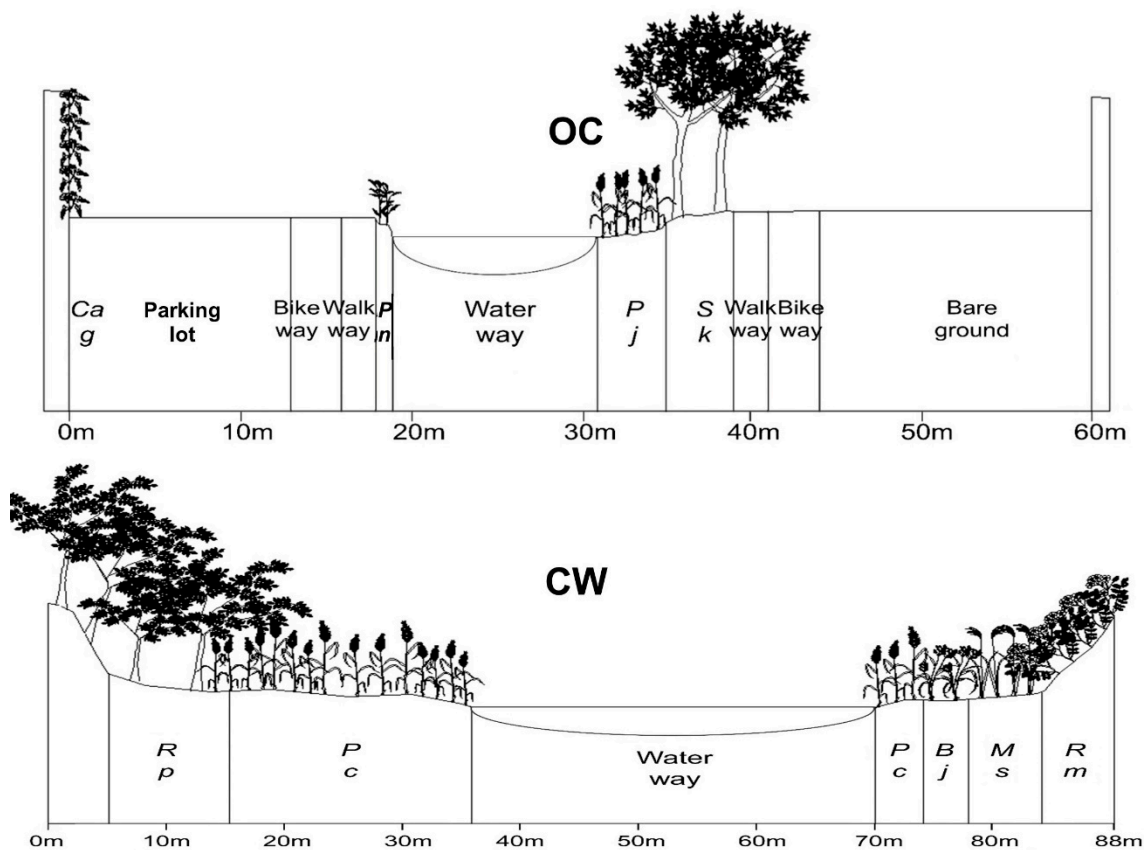 OC
Ca g
Parking lot
Bike way
Walk way
P n
Water way
P j
S k
Walk way
Bike way
Bare ground
0m 10m 20m 30m 40m 50m 60m
CW
R p
P c
Water way
P c
B j
M s
R m
0m 10m 20m 30m 40m 50m 60m 70m 80m 88m